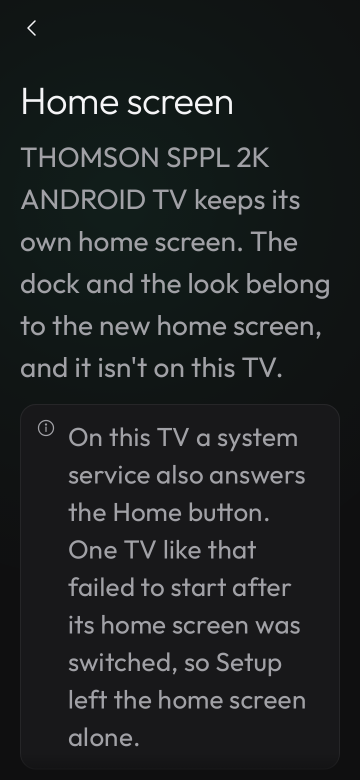 Home screen
THOMSON SPPL 2K
ANDROID TV keeps its
own home screen. The
dock and the look belong
to the new home screen,
and it isn't on this TV.
On this TV a system
service also answers
the Home button.
One TV like that
failed to start after
its home screen was
switched, so Setup
left the home screen
alone.